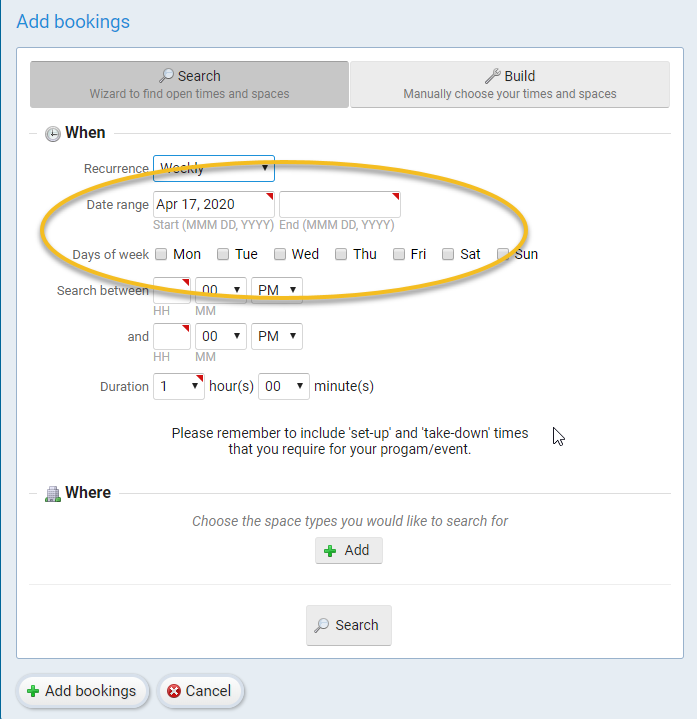 Add bookings
Search
Wizard to find open times and spaces
Build
Manually choose your times and spaces
When
Recurrence Weekly
Date range Apr 17, 2020
Start (MMM DD, YYYY) End (MMM DD, YYYY)
Days of week Mon Tue Wed Thu Fri Sat Sun
Search between 00 PM
HH MM
and 00 PM
HH MM
Duration 1 hour(s) 00 minute(s)
Please remember to include 'set-up' and 'take-down' times
that you require for your progam/event.
Where
Choose the space types you would like to search for
Add
Search
Add bookings Cancel